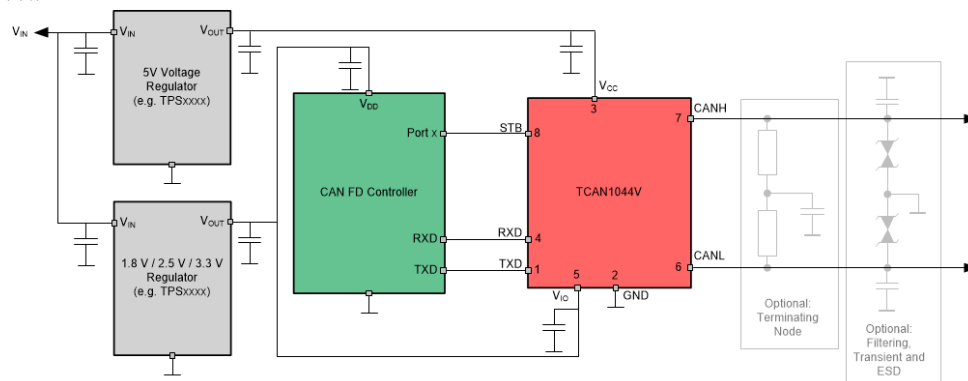 VIN
VIN
VOUT
5V Voltage
Regulator
(e.g. TPSxxxx)
VIN
VOUT
1.8 V / 2.5 V / 3.3 V
Regulator
(e.g. TPSxxxx)
VDD
Port x
CAN FD Controller
RXD
TXD
STB
RXD
TXD
VCC
3
8
4
1
TCAN1044V
7
6
5
2
VIO
GND
CANH
CANL
Optional:
Terminating
Node
Optional:
Filtering,
Transient and
ESD